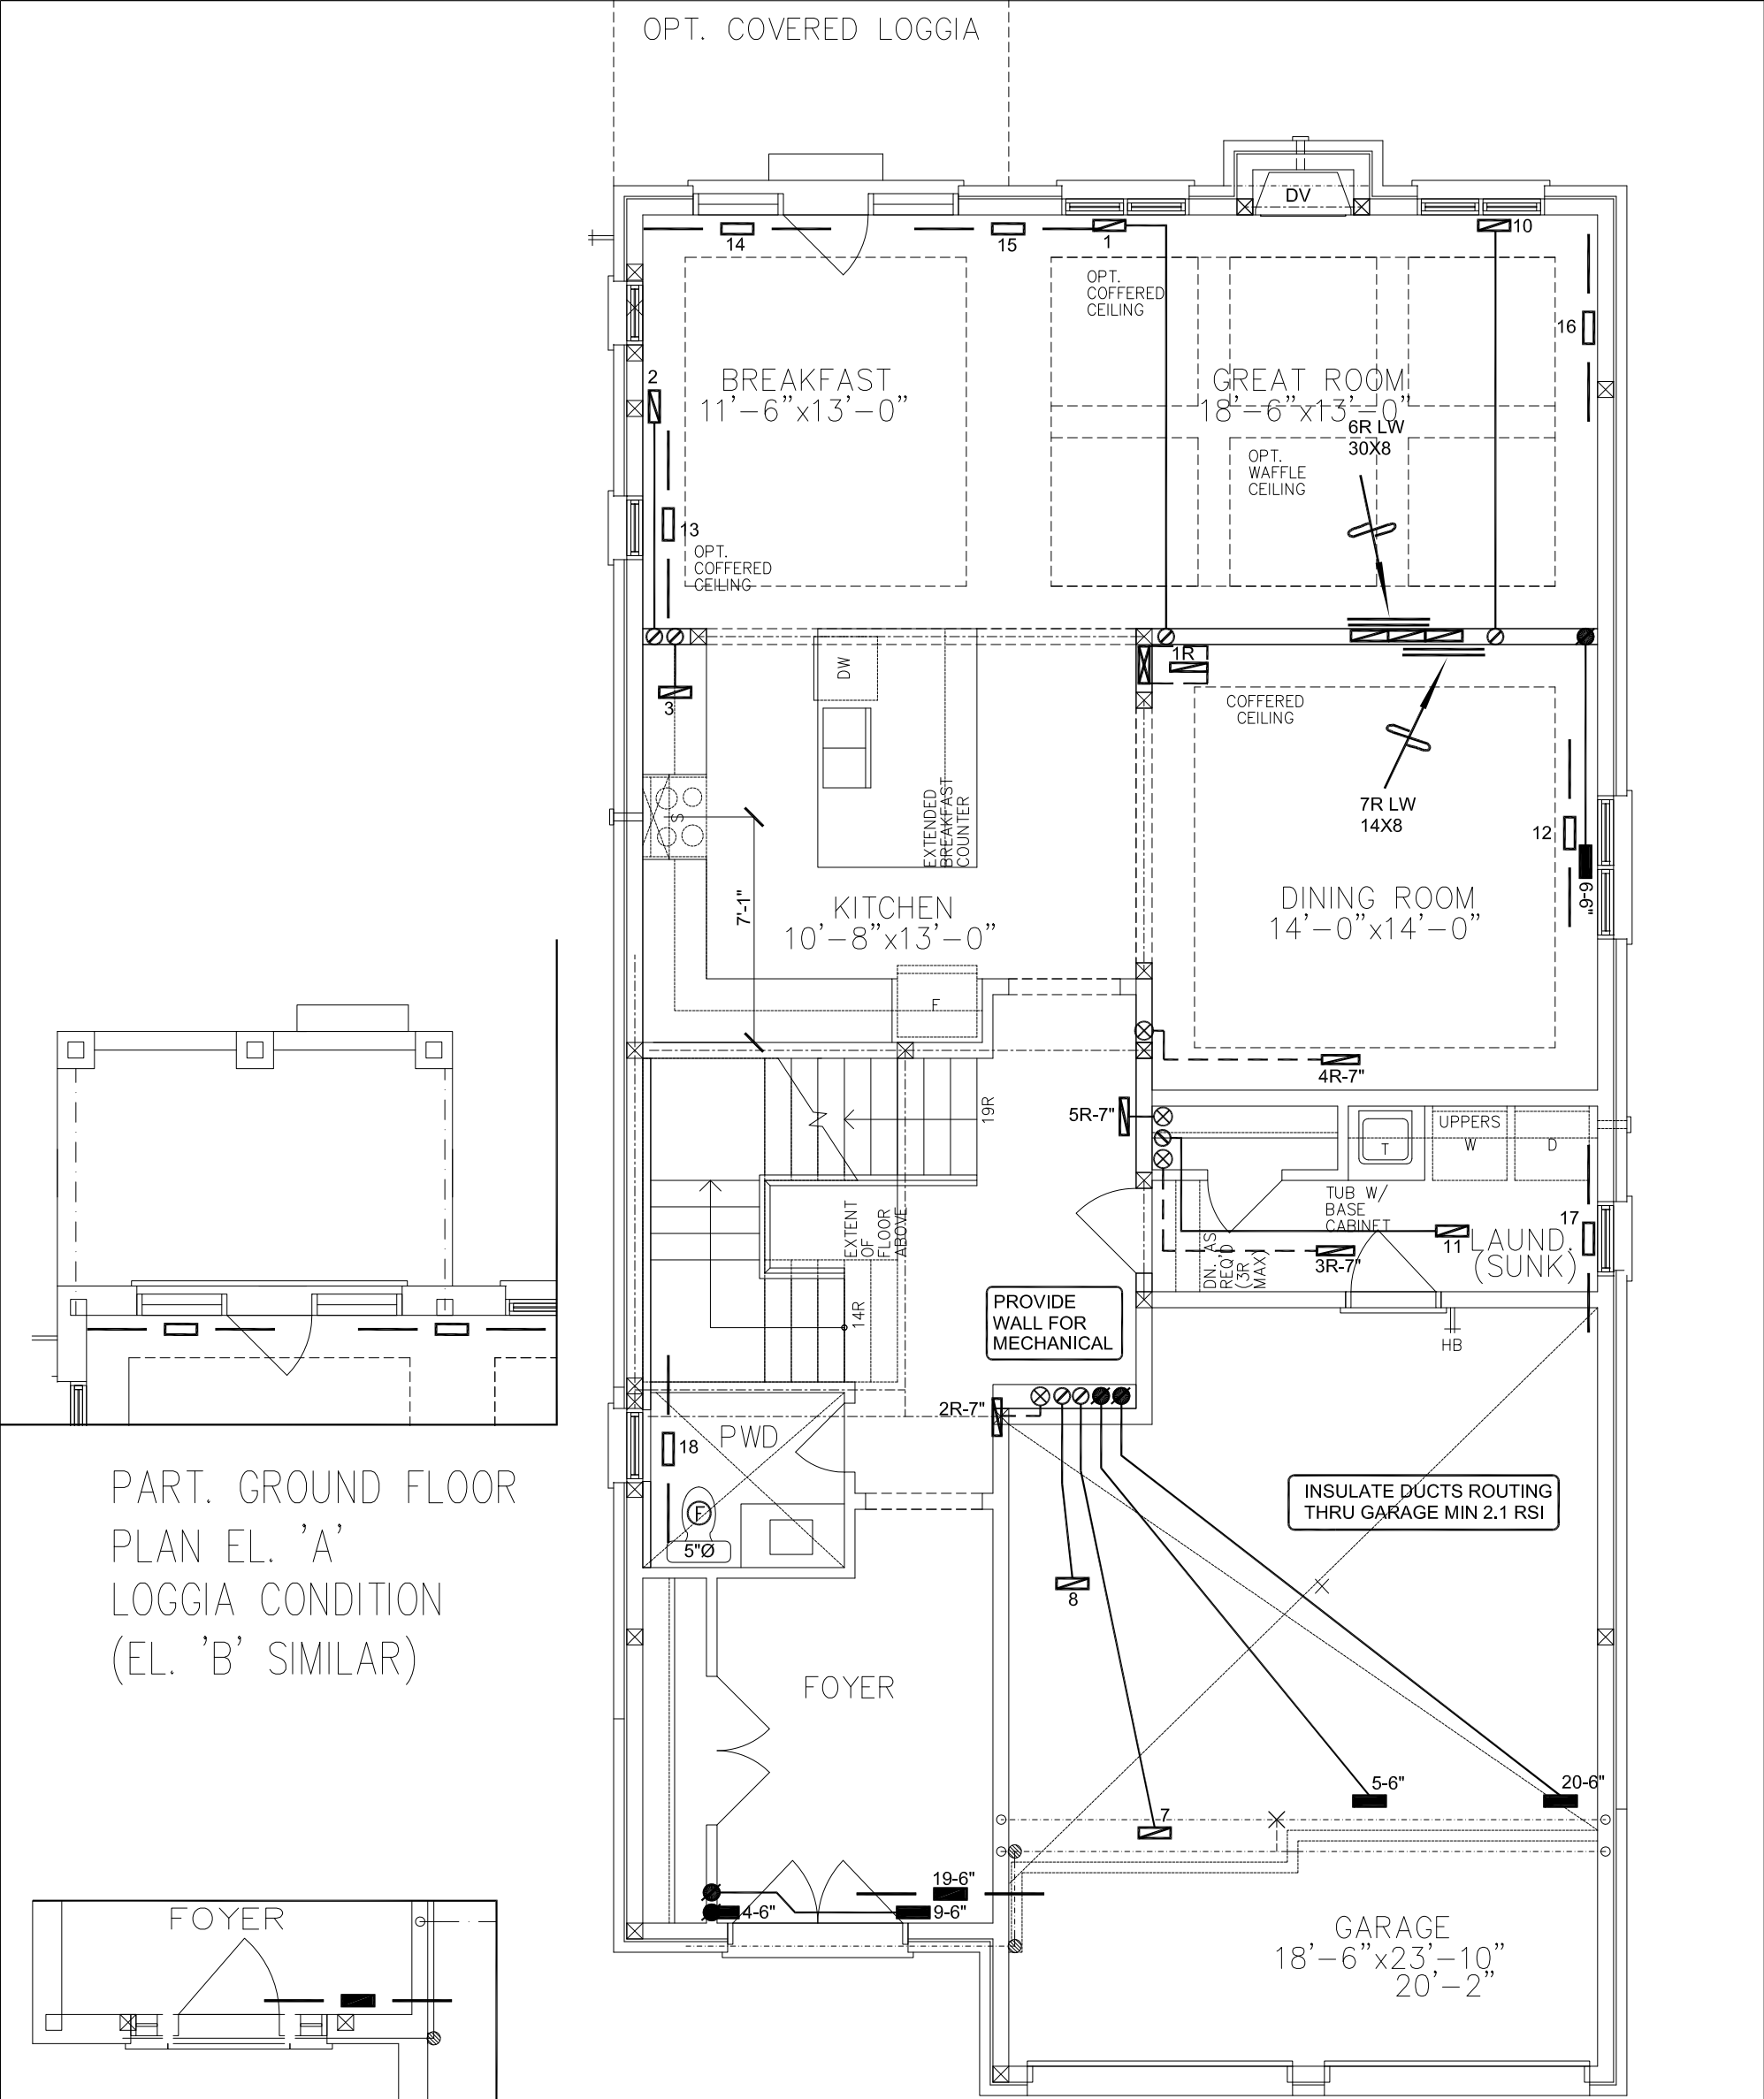 OPT. COVERED LOGGIA
DV
14
15
1
10
OPT.
COFFERED
CEILING
16
2
BREAKFAST
11'-6"x13'-0"
GREAT ROOM
18'-6"x13'-0"
6R LW
30X8
OPT.
WAFFLE
CEILING
13
OPT.
COFFERED
CEILING
1R
DW
3
COFFERED
CEILING
S
EXTENDED
BREAKFAST
COUNTER
7R LW
14X8
12
6-6"
7'-1"
KITCHEN
10'-8"x13'-0"
DINING ROOM
14'-0"x14'-0"
F
4R-7"
19R
5R-7"
UPPERS
T
W
D
EXTENT
OF
FLOOR
ABOVE
TUB W/
BASE
CABINET
17
11
LAUND.
(SUNK)
3R-7"
DN. AS
REQ'D
(3R
MAX)
14R
PROVIDE
WALL FOR
MECHANICAL
HB
2R-7"
18
PWD
F
5"Ø
INSULATE DUCTS ROUTING
THRU GARAGE MIN 2.1 RSI
PART. GROUND FLOOR
PLAN EL. 'A'
LOGGIA CONDITION
(EL. 'B' SIMILAR)
8
FOYER
5-6"
20-6"
7
19-6"
4-6"
9-6"
GARAGE
18'-6"x23'-10"
20'-2"
FOYER